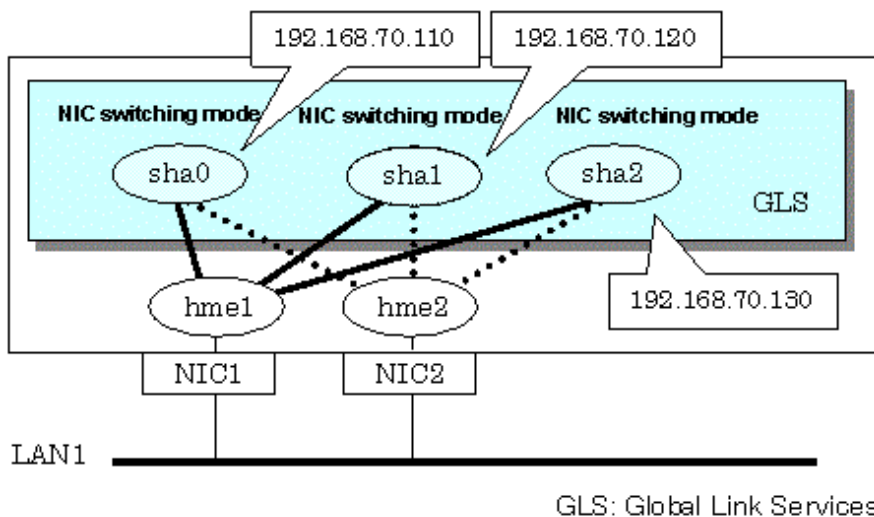 192.168.70.110
192.168.70.120
NIC switching mode
NIC switching mode
NIC switching mode
sha0
sha1
sha2
GLS
192.168.70.130
hme1
hme2
NIC1
NIC2
LAN1
GLS: Global Link Services